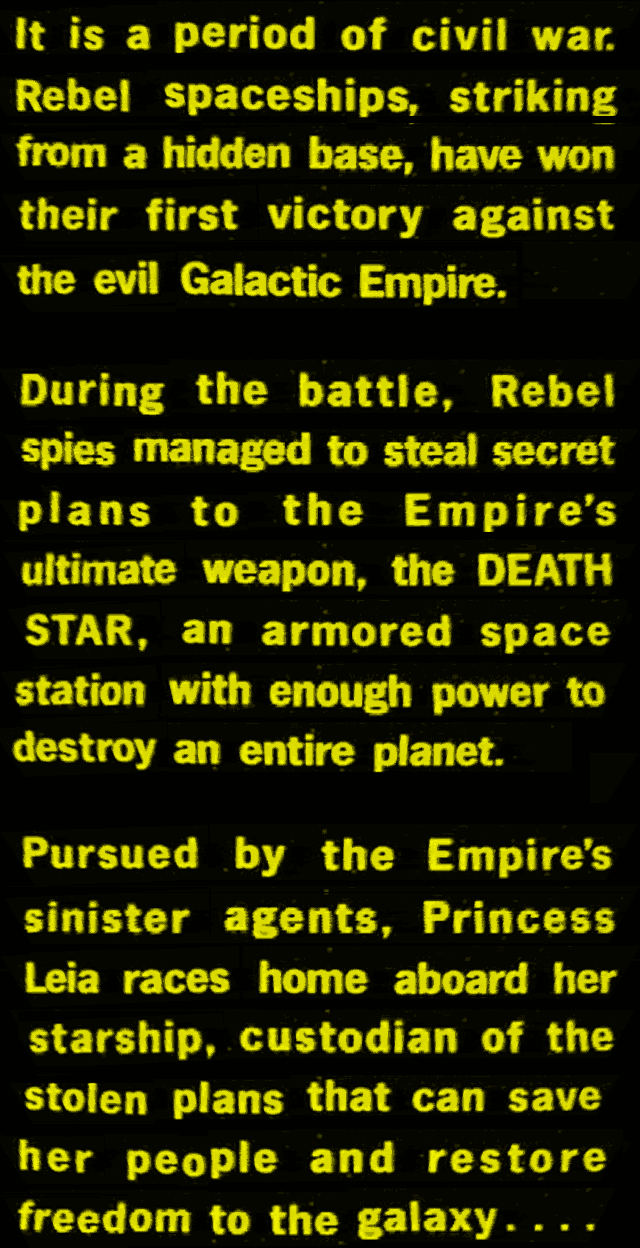 It is a period of civil war.
Rebel spaceships, striking
from a hidden base, have won
their first victory against
the evil Galactic Empire.
During the battle, Rebel
spies managed to steal secret
plans to the Empire's
ultimate weapon, the DEATH
STAR, an armored space
station with enough power to
destroy an entire planet.
Pursued by the Empire's
sinister agents, Princess
Leia races home aboard her
starship, custodian of the
stolen plans that can save
her people and restore
freedom to the galaxy....